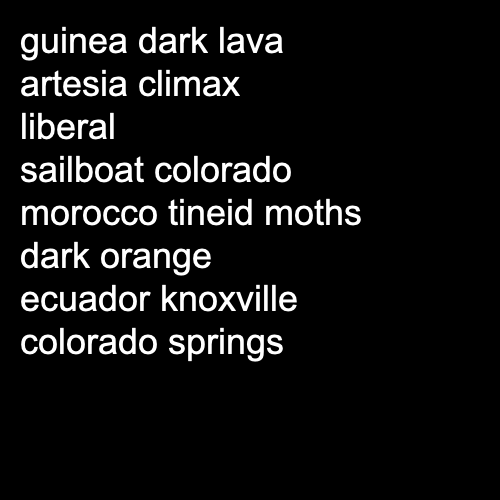 guinea dark lava
artesia climax
liberal
sailboat colorado
morocco tineid moths
dark orange
ecuador knoxville
colorado springs